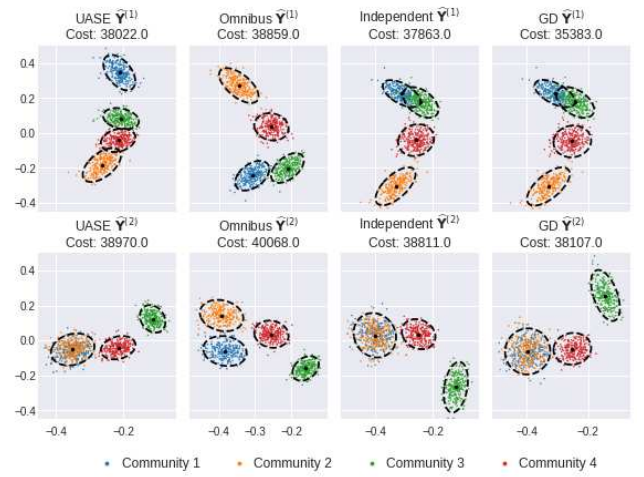 UASE Ŷ(1)
Cost: 38022.0
Omnibus Ŷ(1)
Cost: 38859.0
Independent Ŷ(1)
Cost: 37863.0
GD Ŷ(1)
Cost: 35383.0
0.4
0.2
0.0
−0.2
−0.4
UASE Ŷ(2)
Cost: 38970.0
Omnibus Ŷ(2)
Cost: 40068.0
Independent Ŷ(2)
Cost: 38811.0
GD Ŷ(2)
Cost: 38107.0
0.4
0.2
0.0
−0.2
−0.4
−0.4 −0.2
−0.4 −0.3 −0.2
−0.4 −0.2
−0.4 −0.2
Community 1 Community 2 Community 3 Community 4